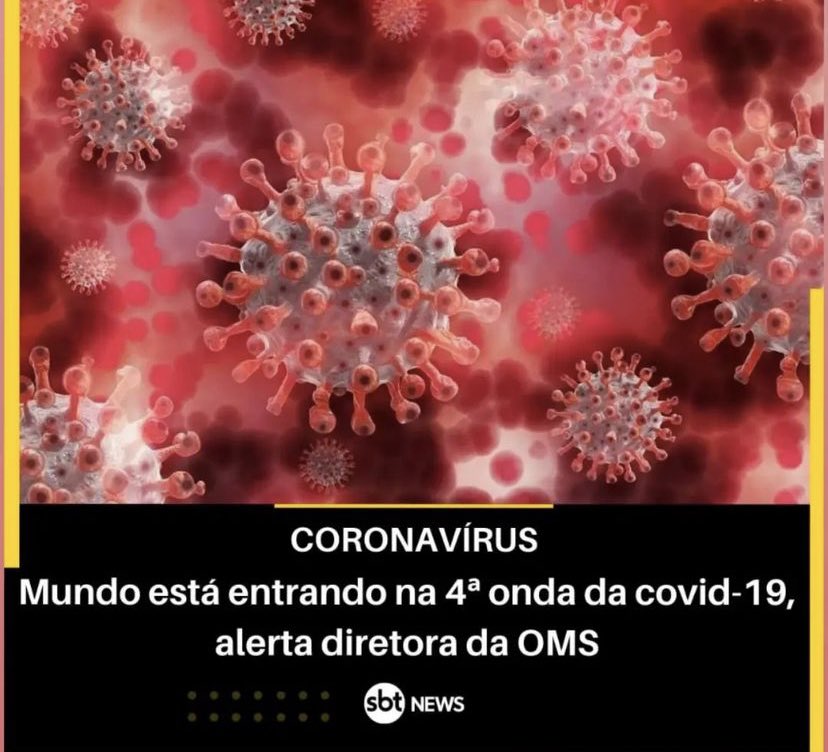 CORONAVÍRUS
Mundo está entrando na 4ª onda da covid-19,
alerta diretora da OMS
sbt NEWS